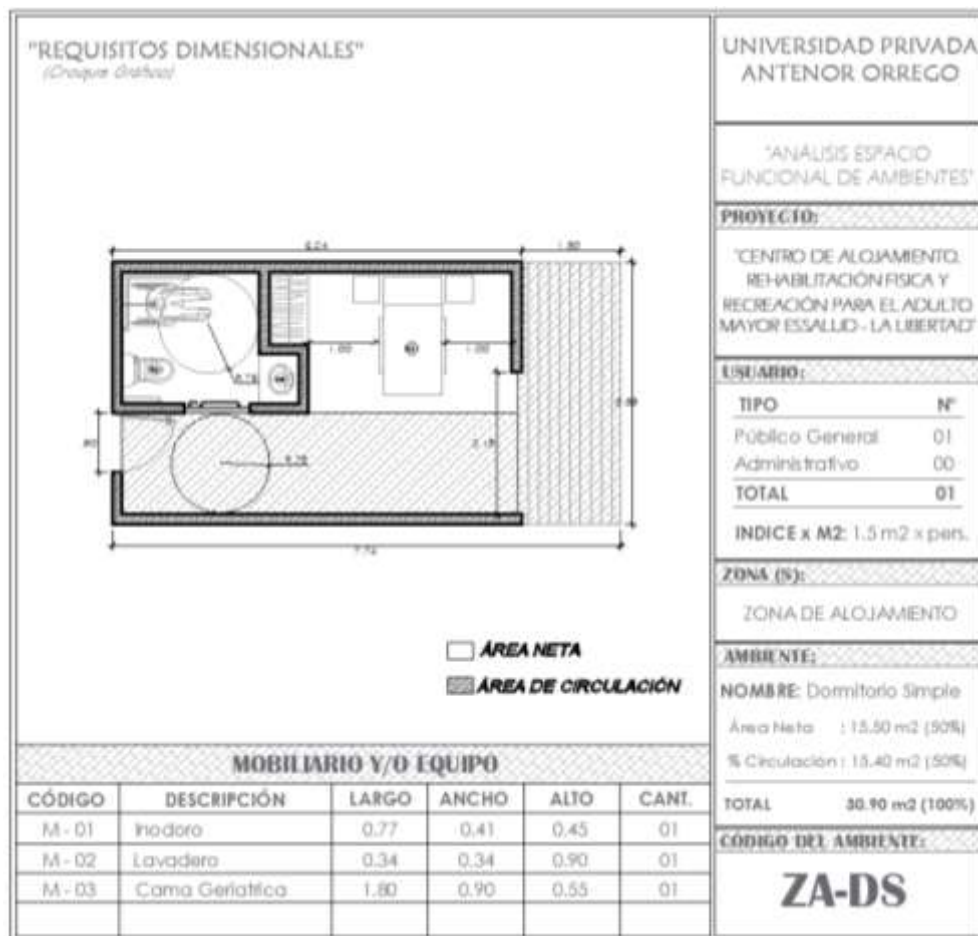 "REQUISITOS DIMENSIONALES"
(Croquis Gráfico)
1.00
1.00
ÁREA NETA
ÁREA DE CIRCULACIÓN
MOBILIARIO Y/O EQUIPO
CÓDIGO DESCRIPCIÓN LARGO ANCHO ALTO CANT.
M - 01 Inodoro 0.77 0.41 0.45 01
M - 02 Lavadero 0.34 0.34 0.90 01
M - 03 Cama Geriatrica 1.80 0.90 0.55 01
UNIVERSIDAD PRIVADA
ANTENOR ORREGO
"ANÁLISIS ESPACIO
FUNCIONAL DE AMBIENTES"
PROYECTO:
"CENTRO DE ALOJAMIENTO,
REHABILITACIÓN FISICA Y
RECREACIÓN PARA EL ADULTO
MAYOR ESSALUD - LA LIBERTAD"
USUARIO:
TIPO Nº
Público General 01
Administrativo 00
TOTAL 01
INDICE x M2: 1.5 m2 x pers.
ZONA (S):
ZONA DE ALOJAMIENTO
AMBIENTE:
NOMBRE: Dormitorio Simple
Área Neta : 15.50 m2 (50%)
% Circulación : 15.40 m2 (50%)
TOTAL 30.90 m2 (100%)
CÓDIGO DEL AMBIENTE:
ZA-DS